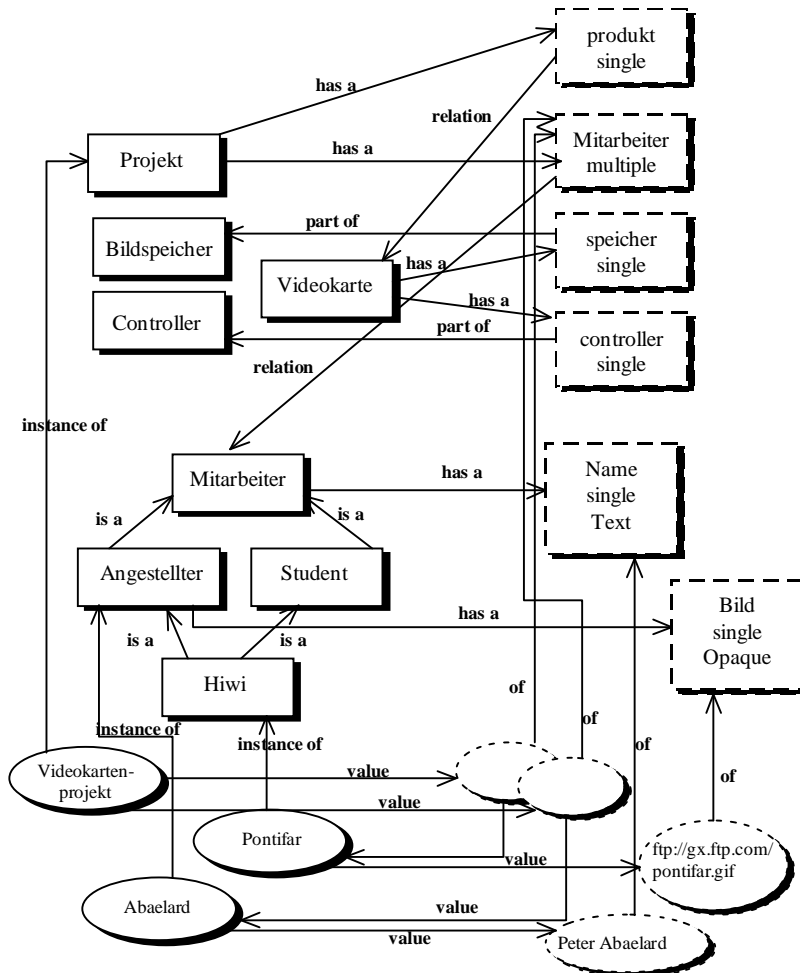 produkt
single
has a
relation
Projekt
has a
Mitarbeiter
multiple
Bildspeicher
part of
speicher
single
Videokarte
has a
Controller
has a
part of
controller
single
relation
instance of
Mitarbeiter
has a
Name
single
Text
is a
is a
Angestellter
Student
Bild
single
Opaque
has a
is a
is a
Hiwi
of
of
instance of
instance of
of
Videokarten-
projekt
value
of
value
Pontifar
value
ftp://gx.ftp.com/
pontifar.gif
Abaelard
value
value
Peter Abaelard